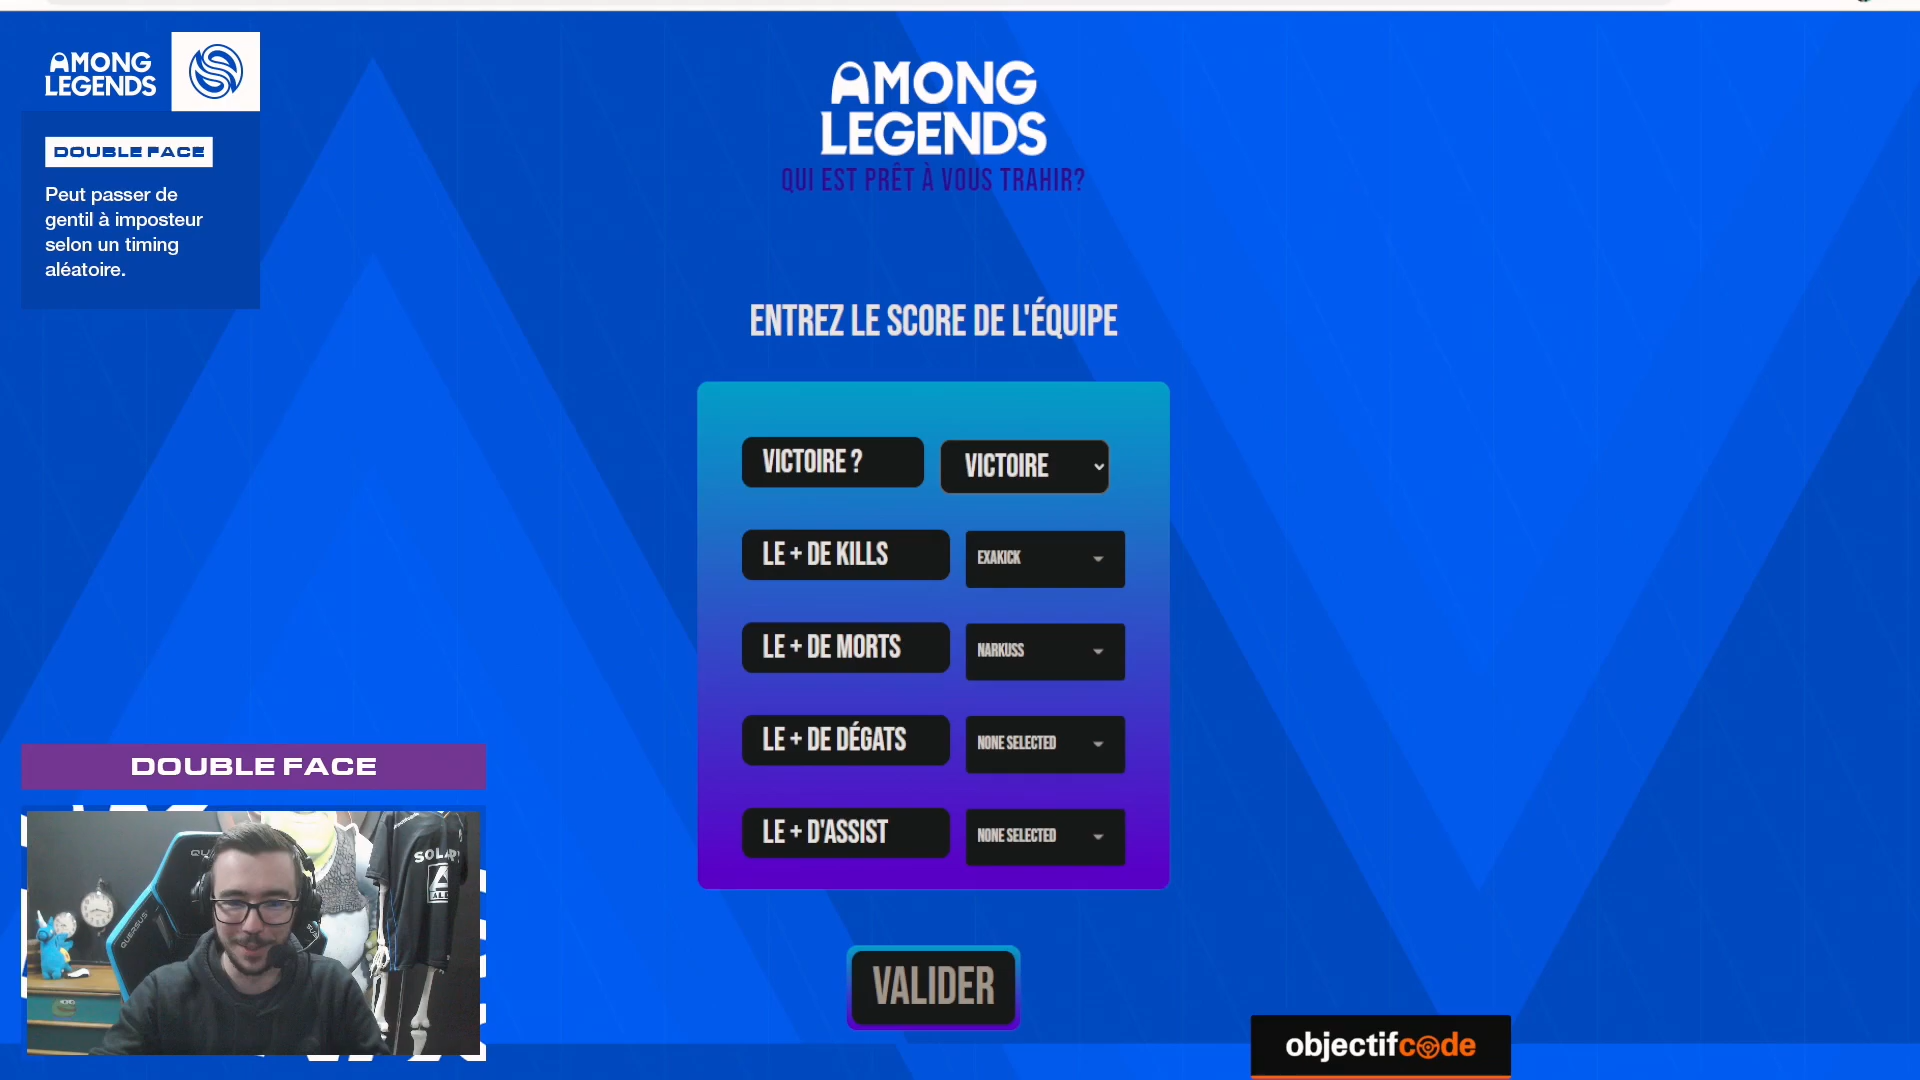 AMONG
LEGENDS
DOUBLE FACE
Peut passer de
gentil à imposteur
selon un timing
aléatoire.
AMONG
LEGENDS
QUI EST PRÊT À VOUS TRAHIR?
ENTREZ LE SCORE DE L'ÉQUIPE
VICTOIRE ?
VICTOIRE
LE + DE KILLS
EXAKICK
LE + DE MORTS
NARKUSS
LE + DE DÉGATS
NONE SELECTED
LE + D'ASSIST
NONE SELECTED
VALIDER
DOUBLE FACE
QUERSUS
objectifcode